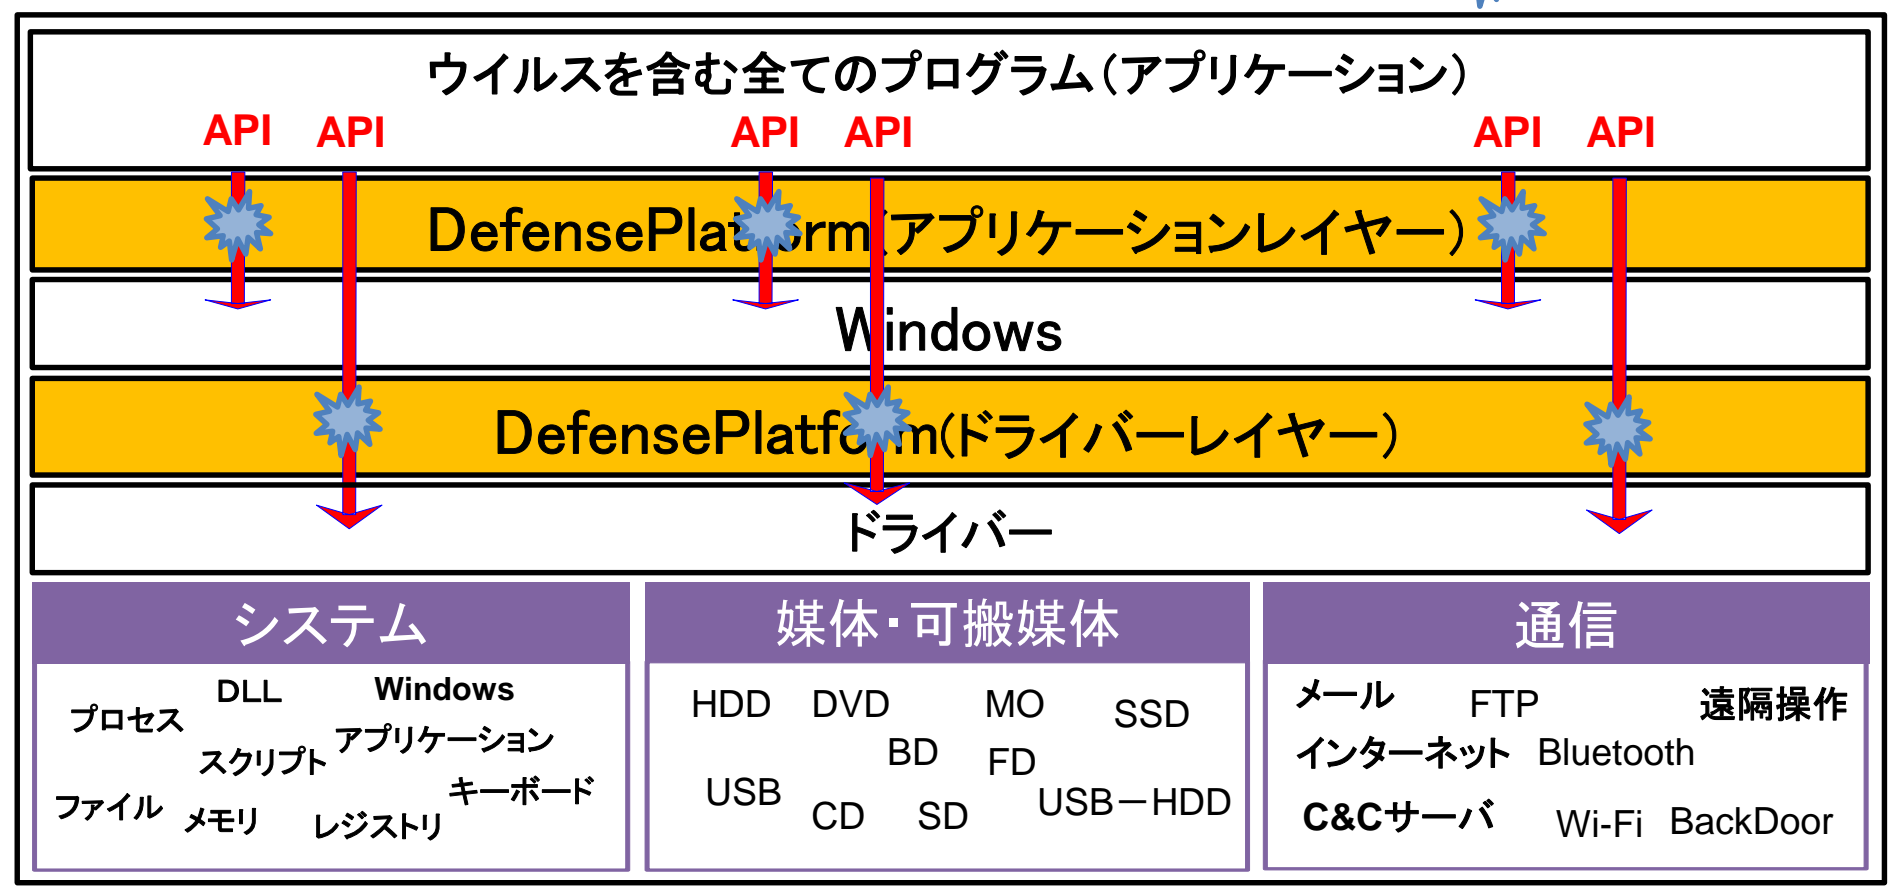 ウイルスを含む全てのプログラム（アプリケーション）
API API API API API API
DefensePlatform(アプリケーションレイヤー）
Windows
DefensePlatform(ドライバーレイヤー）
ドライバー
システム
DLL Windows
プロセス
アプリケーション
スクリプト
キーボード
ファイル
メモリ
レジストリ
媒体・可搬媒体
HDD DVD MO SSD
BD FD
USB
CD SD USB－HDD
通信
メール FTP 遠隔操作
インターネット Bluetooth
C&Cサーバ Wi-Fi BackDoor